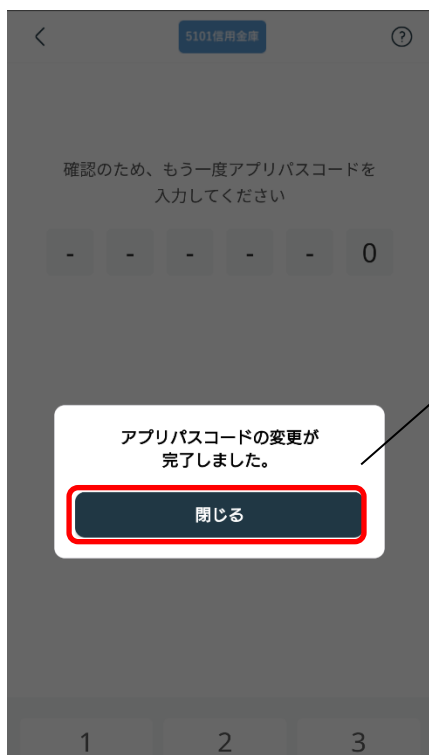 5101信用金庫
?
確認のため、もう一度アプリパスコードを
入力してください
- - - - - 0
アプリパスコードの変更が
完了しました。
閉じる
1 2 3